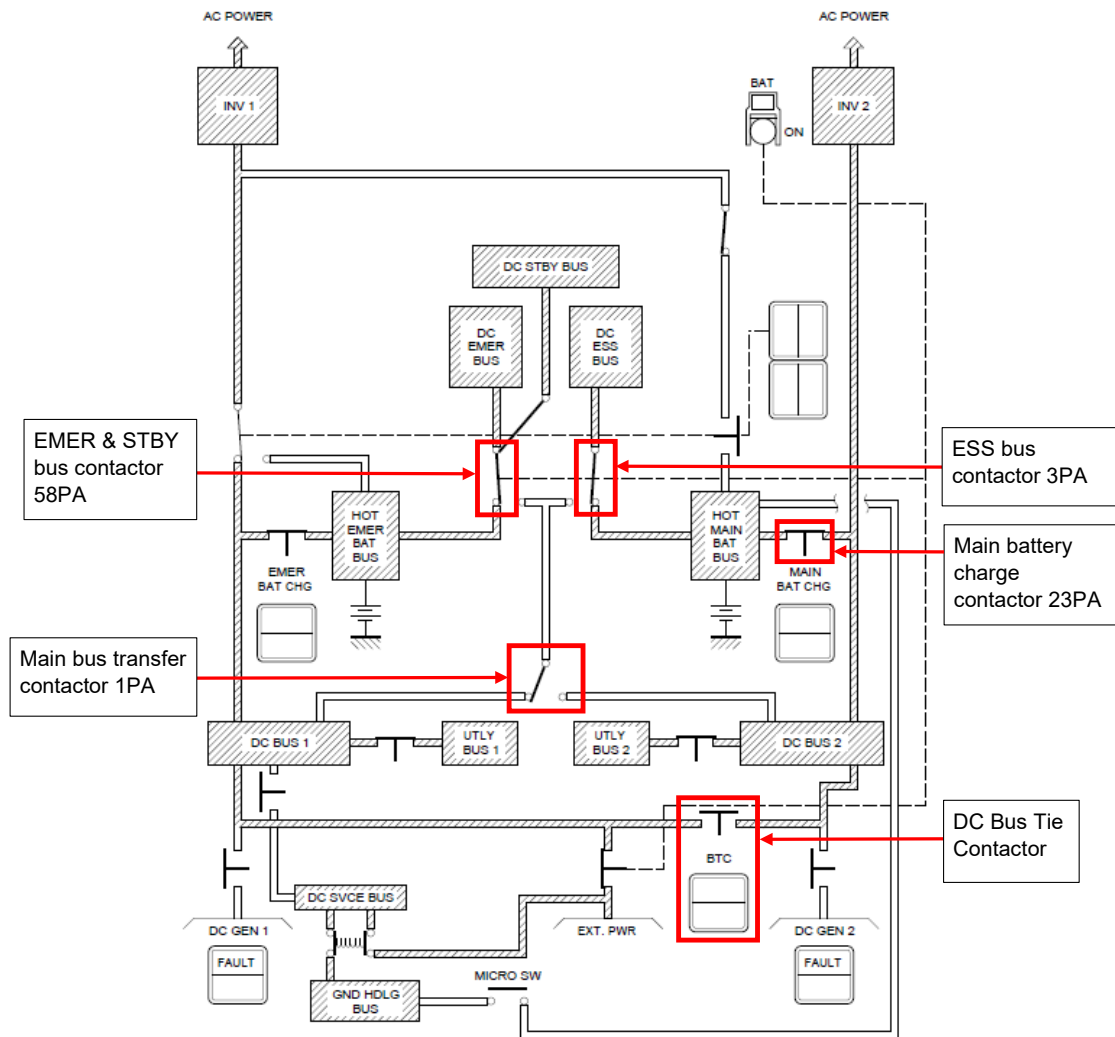 AC POWER
AC POWER
INV 1
BAT
INV 2
ON
DC STBY BUS
DC
EMER
BUS
DC
ESS
BUS
EMER & STBY
bus contactor
58PA
ESS bus
contactor 3PA
HOT
EMER
BAT
BUS
HOT
MAIN
BAT
BUS
EMER
BAT CHG
MAIN
BAT CHG
Main battery
charge
contactor 23PA
Main bus transfer
contactor 1PA
DC BUS 1
UTLY
BUS 1
UTLY
BUS 2
DC BUS 2
BTC
DC Bus Tie
Contactor
DC SVCE BUS
DC GEN 1
EXT. PWR
DC GEN 2
FAULT
FAULT
MICRO SW
GND HDLG
BUS